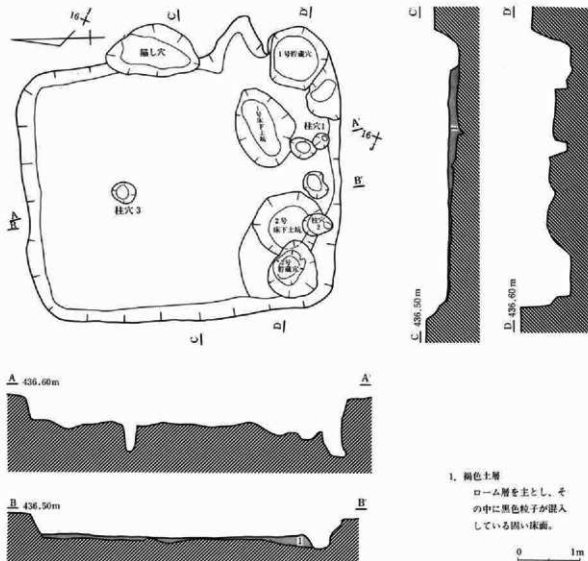 16
C
D
陥し穴
1号貯蔵穴
1号床下土坑
柱穴1
A'
16
B'
柱穴3
2号
床下土坑
柱穴
2
2号
貯蔵穴
C
D
C
1
C 436.50m
D
D 436.60m
A 436.60m A'
B 436.50m B'
1
1. 褐色土層
ローム層を主とし、そ
の中に黒色粒子が混入
している固い床面。
0 1m